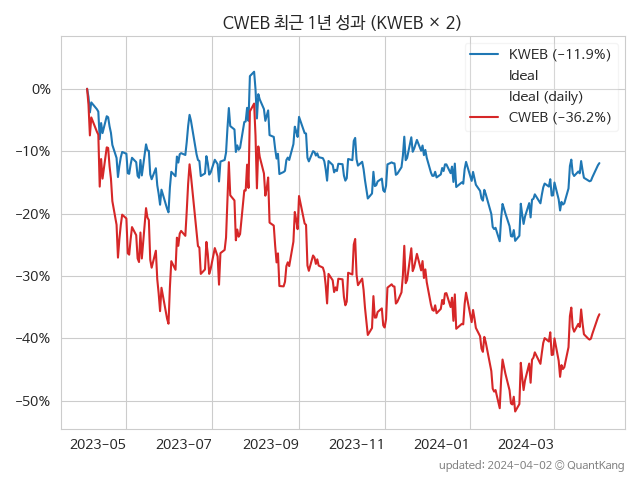 CWEB 최근 1년 성과 (KWEB × 2)
KWEB (−11.9%)
Ideal
Ideal (daily)
CWEB (−36.2%)
0%
−10%
−20%
−30%
−40%
−50%
2023-05 2023-07 2023-09 2023-11 2024-01 2024-03
updated: 2024-04-02 @ QuantKang